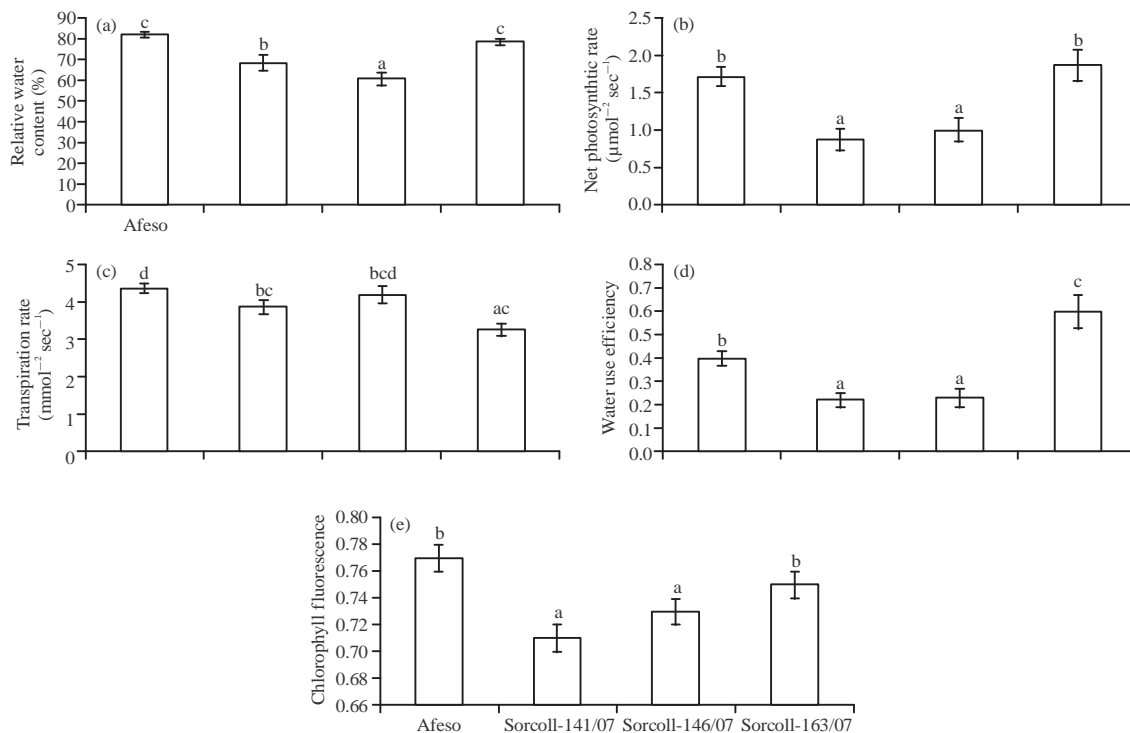 (a)
Relative water
content (%)
90
80
70
60
50
40
30
20
10
0
c
b
a
c
Afeso
(b)
Net photosynthtic rate
(µmol⁻² sec⁻¹)
2.5
2.0
1.5
1.0
0.5
0.0
b
a
a
b
(c)
Transpiration rate
(mmol⁻² sec⁻¹)
5
4
3
2
1
0
d
bc
bcd
ac
(d)
Water use efficiency
0.8
0.7
0.6
0.5
0.4
0.3
0.2
0.1
0.0
b
a
a
c
(e)
Chlorophyll fluorescence
0.80
0.78
0.76
0.74
0.72
0.70
0.68
0.66
b
a
a
b
Afeso Sorcoll-141/07 Sorcoll-146/07 Sorcoll-163/07